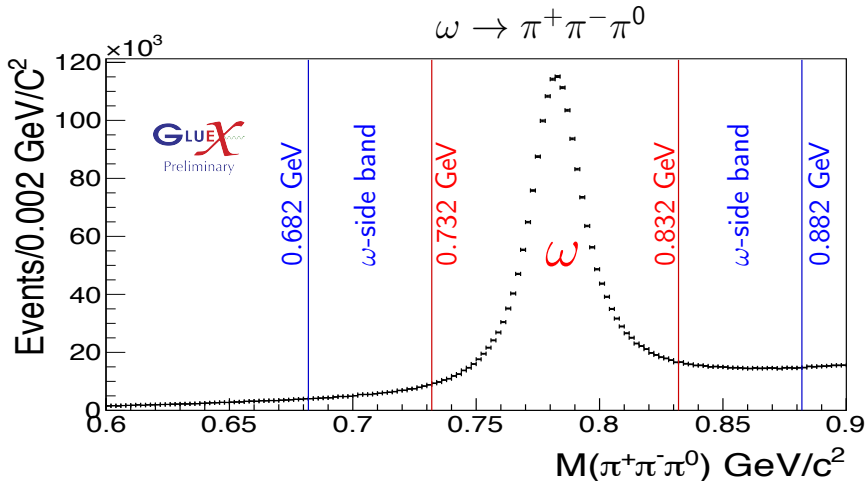 ω → π⁺π⁻π⁰
×10³
Events/0.002 GeV/C²
120
100
80
60
40
20
0
GLUEX
Preliminary
0.682 GeV
ω-side band
0.732 GeV
ω
0.832 GeV
ω-side band
0.882 GeV
0.6
0.65
0.7
0.75
0.8
0.85
0.9
M(π⁺π⁻π⁰) GeV/c²